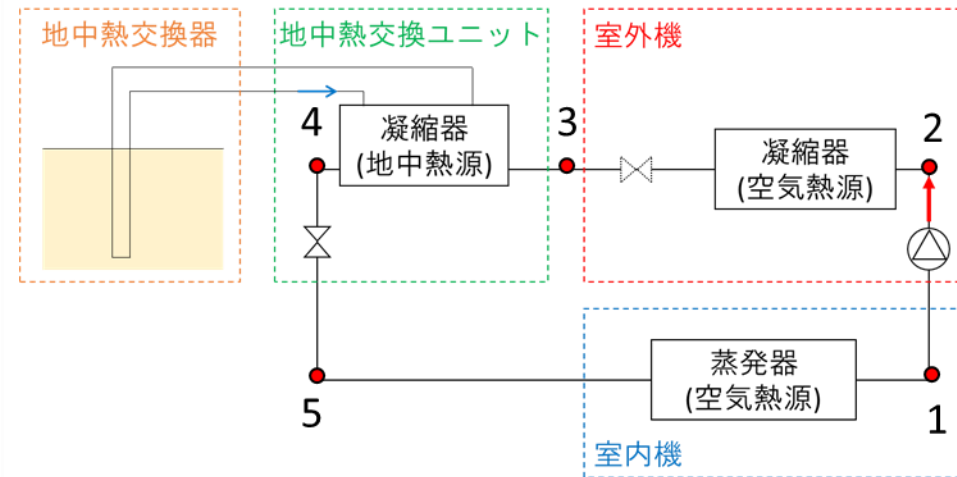 地中熱交換器
地中熱交換ユニット
室外機
4
凝縮器
(地中熱源)
3
凝縮器
(空気熱源)
2
5
蒸発器
(空気熱源)
1
室内機